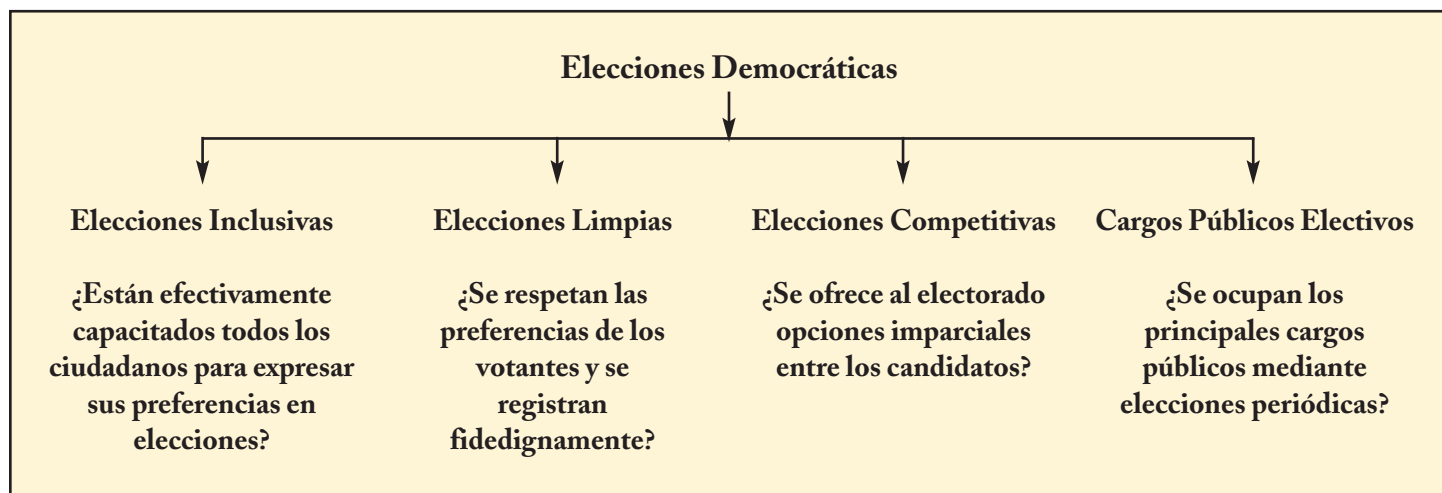 Elecciones Democráticas
Elecciones Inclusivas
¿Están efectivamente
capacitados todos los
ciudadanos para expresar
sus preferencias en
elecciones?
Elecciones Limpias
¿Se respetan las
preferencias de los
votantes y se
registran
fidedignamente?
Elecciones Competitivas
¿Se ofrece al electorado
opciones imparciales
entre los candidatos?
Cargos Públicos Electivos
¿Se ocupan los
principales cargos
públicos mediante
elecciones periódicas?